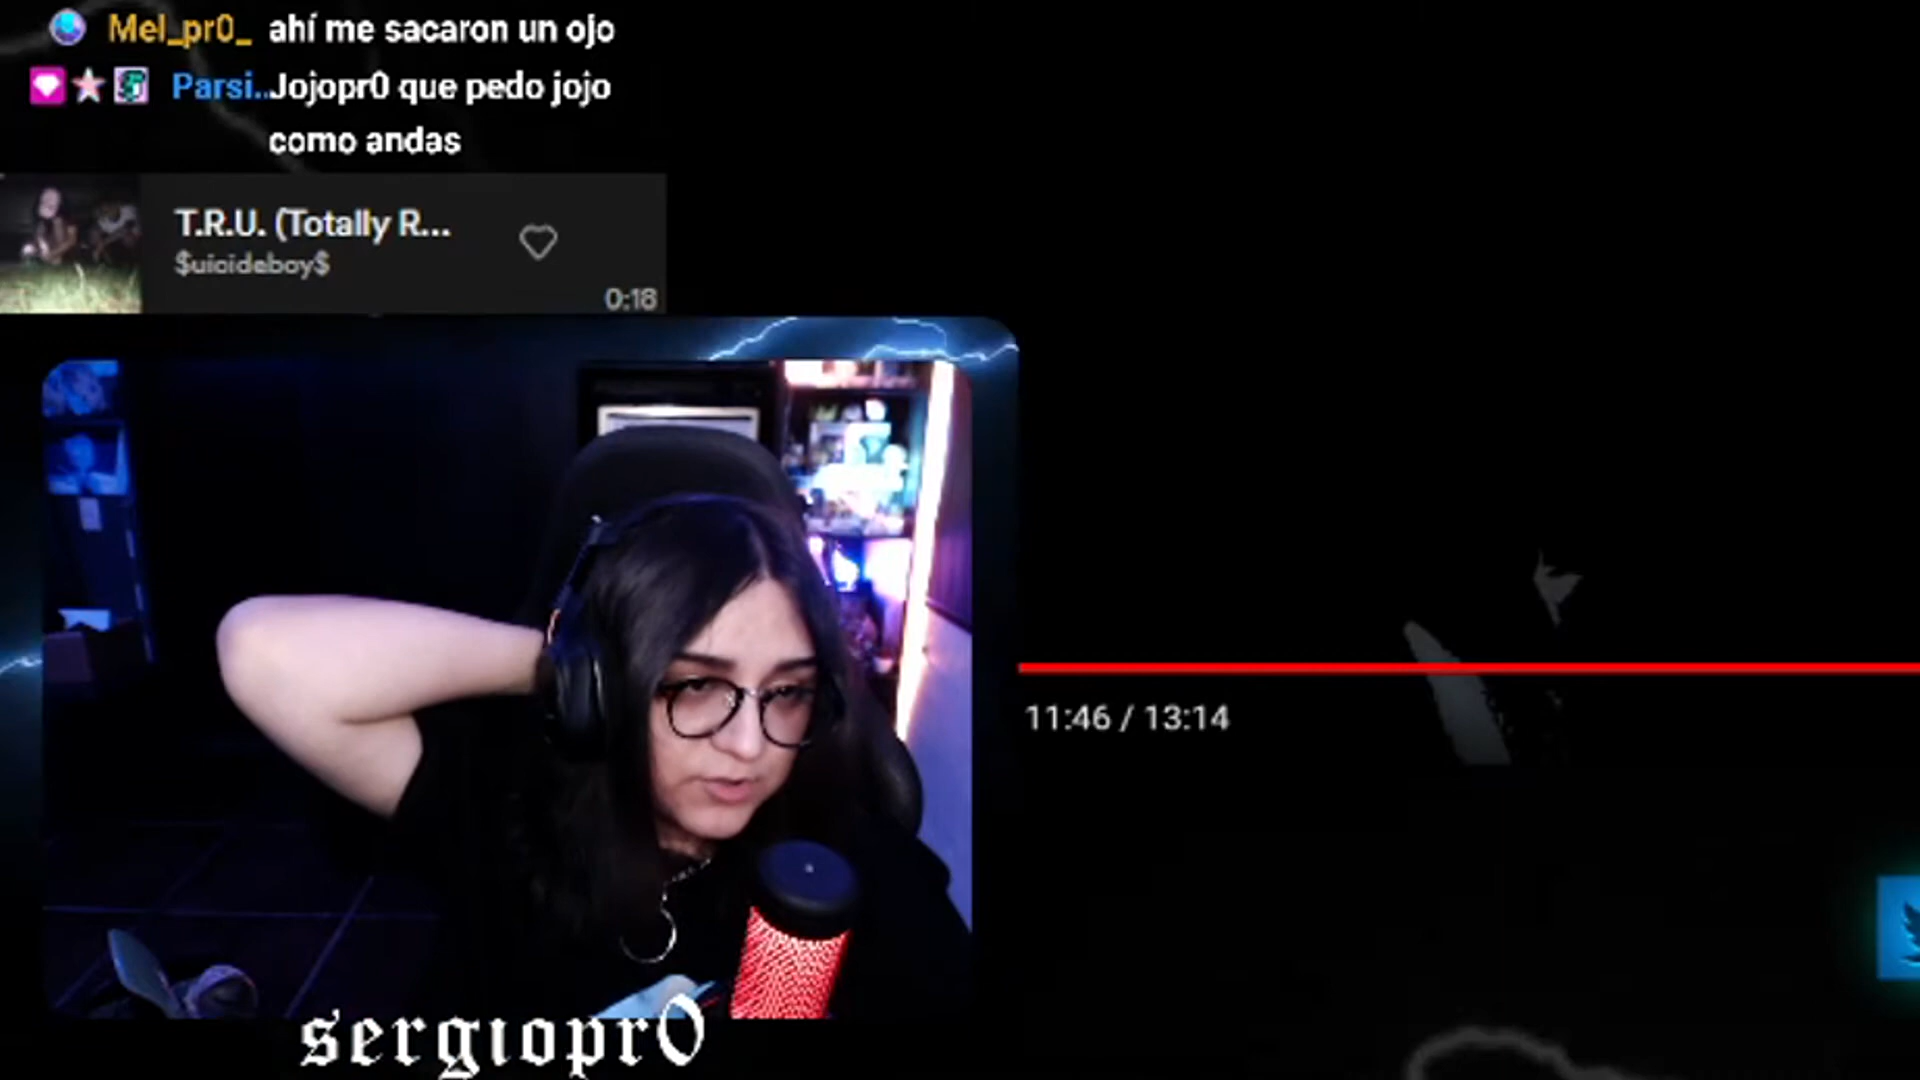 Mel_pr0_ ahí me sacaron un ojo
Parsi... Jojopr0 que pedo jojo
como andas
T.R.U. (Totally R...
$uicideboy$
0:18
11:46 / 13:14
sergiopr0